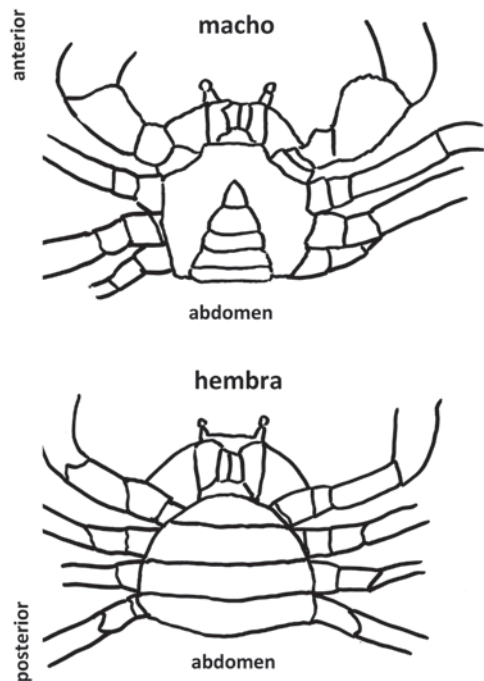 anterior
macho
abdomen
hembra
posterior
abdomen